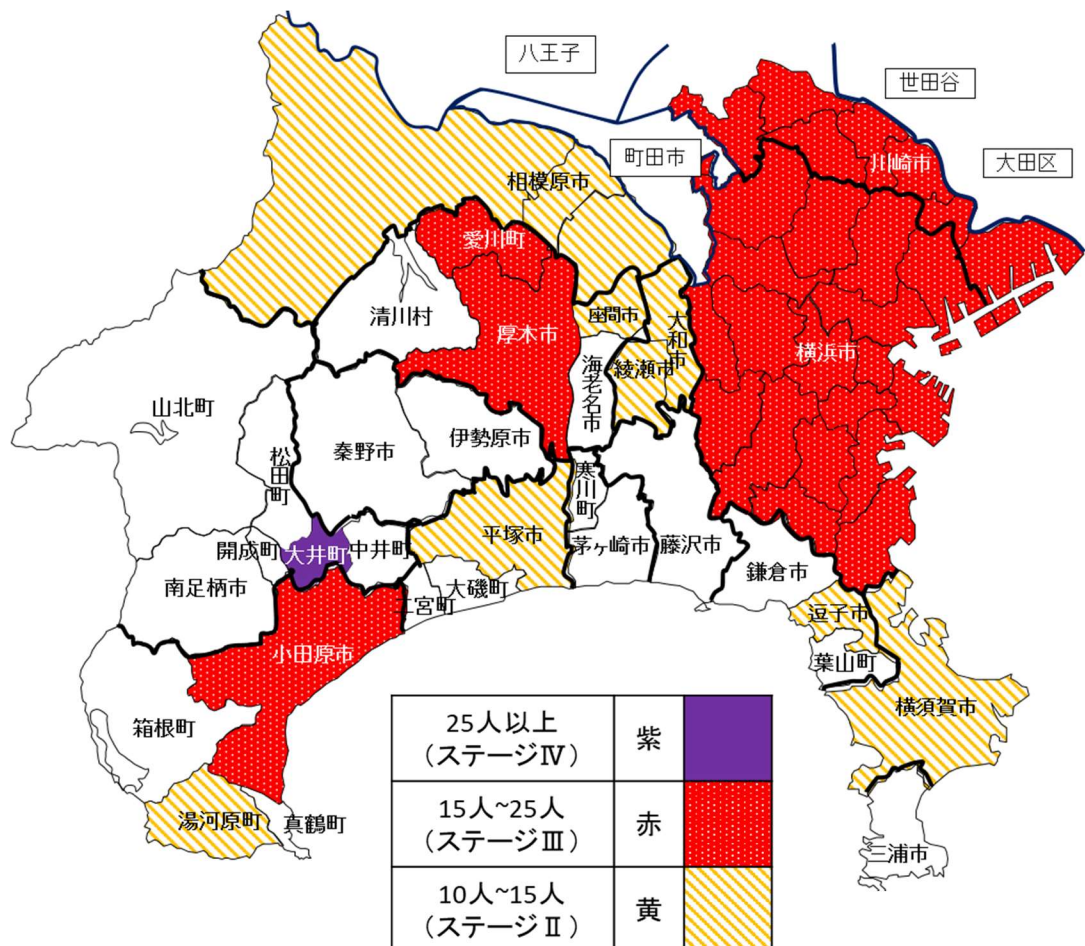 八王子
世田谷
町田市
川崎市
大田区
相模原市
愛川町
清川村
厚木市
座間市
大和市
横浜市
海老名市
綾瀬市
山北町
秦野市
伊勢原市
松田町
寒川町
開成町
大井町
中井町
平塚市
茅ヶ崎市
藤沢市
南足柄市
大磯町
鎌倉市
二宮町
逗子市
小田原市
葉山町
箱根町
横須賀市
湯河原町
真鶴町
三浦市
25人以上
(ステージⅣ)
紫
15人~25人
(ステージⅢ)
赤
10人~15人
(ステージⅡ)
黄